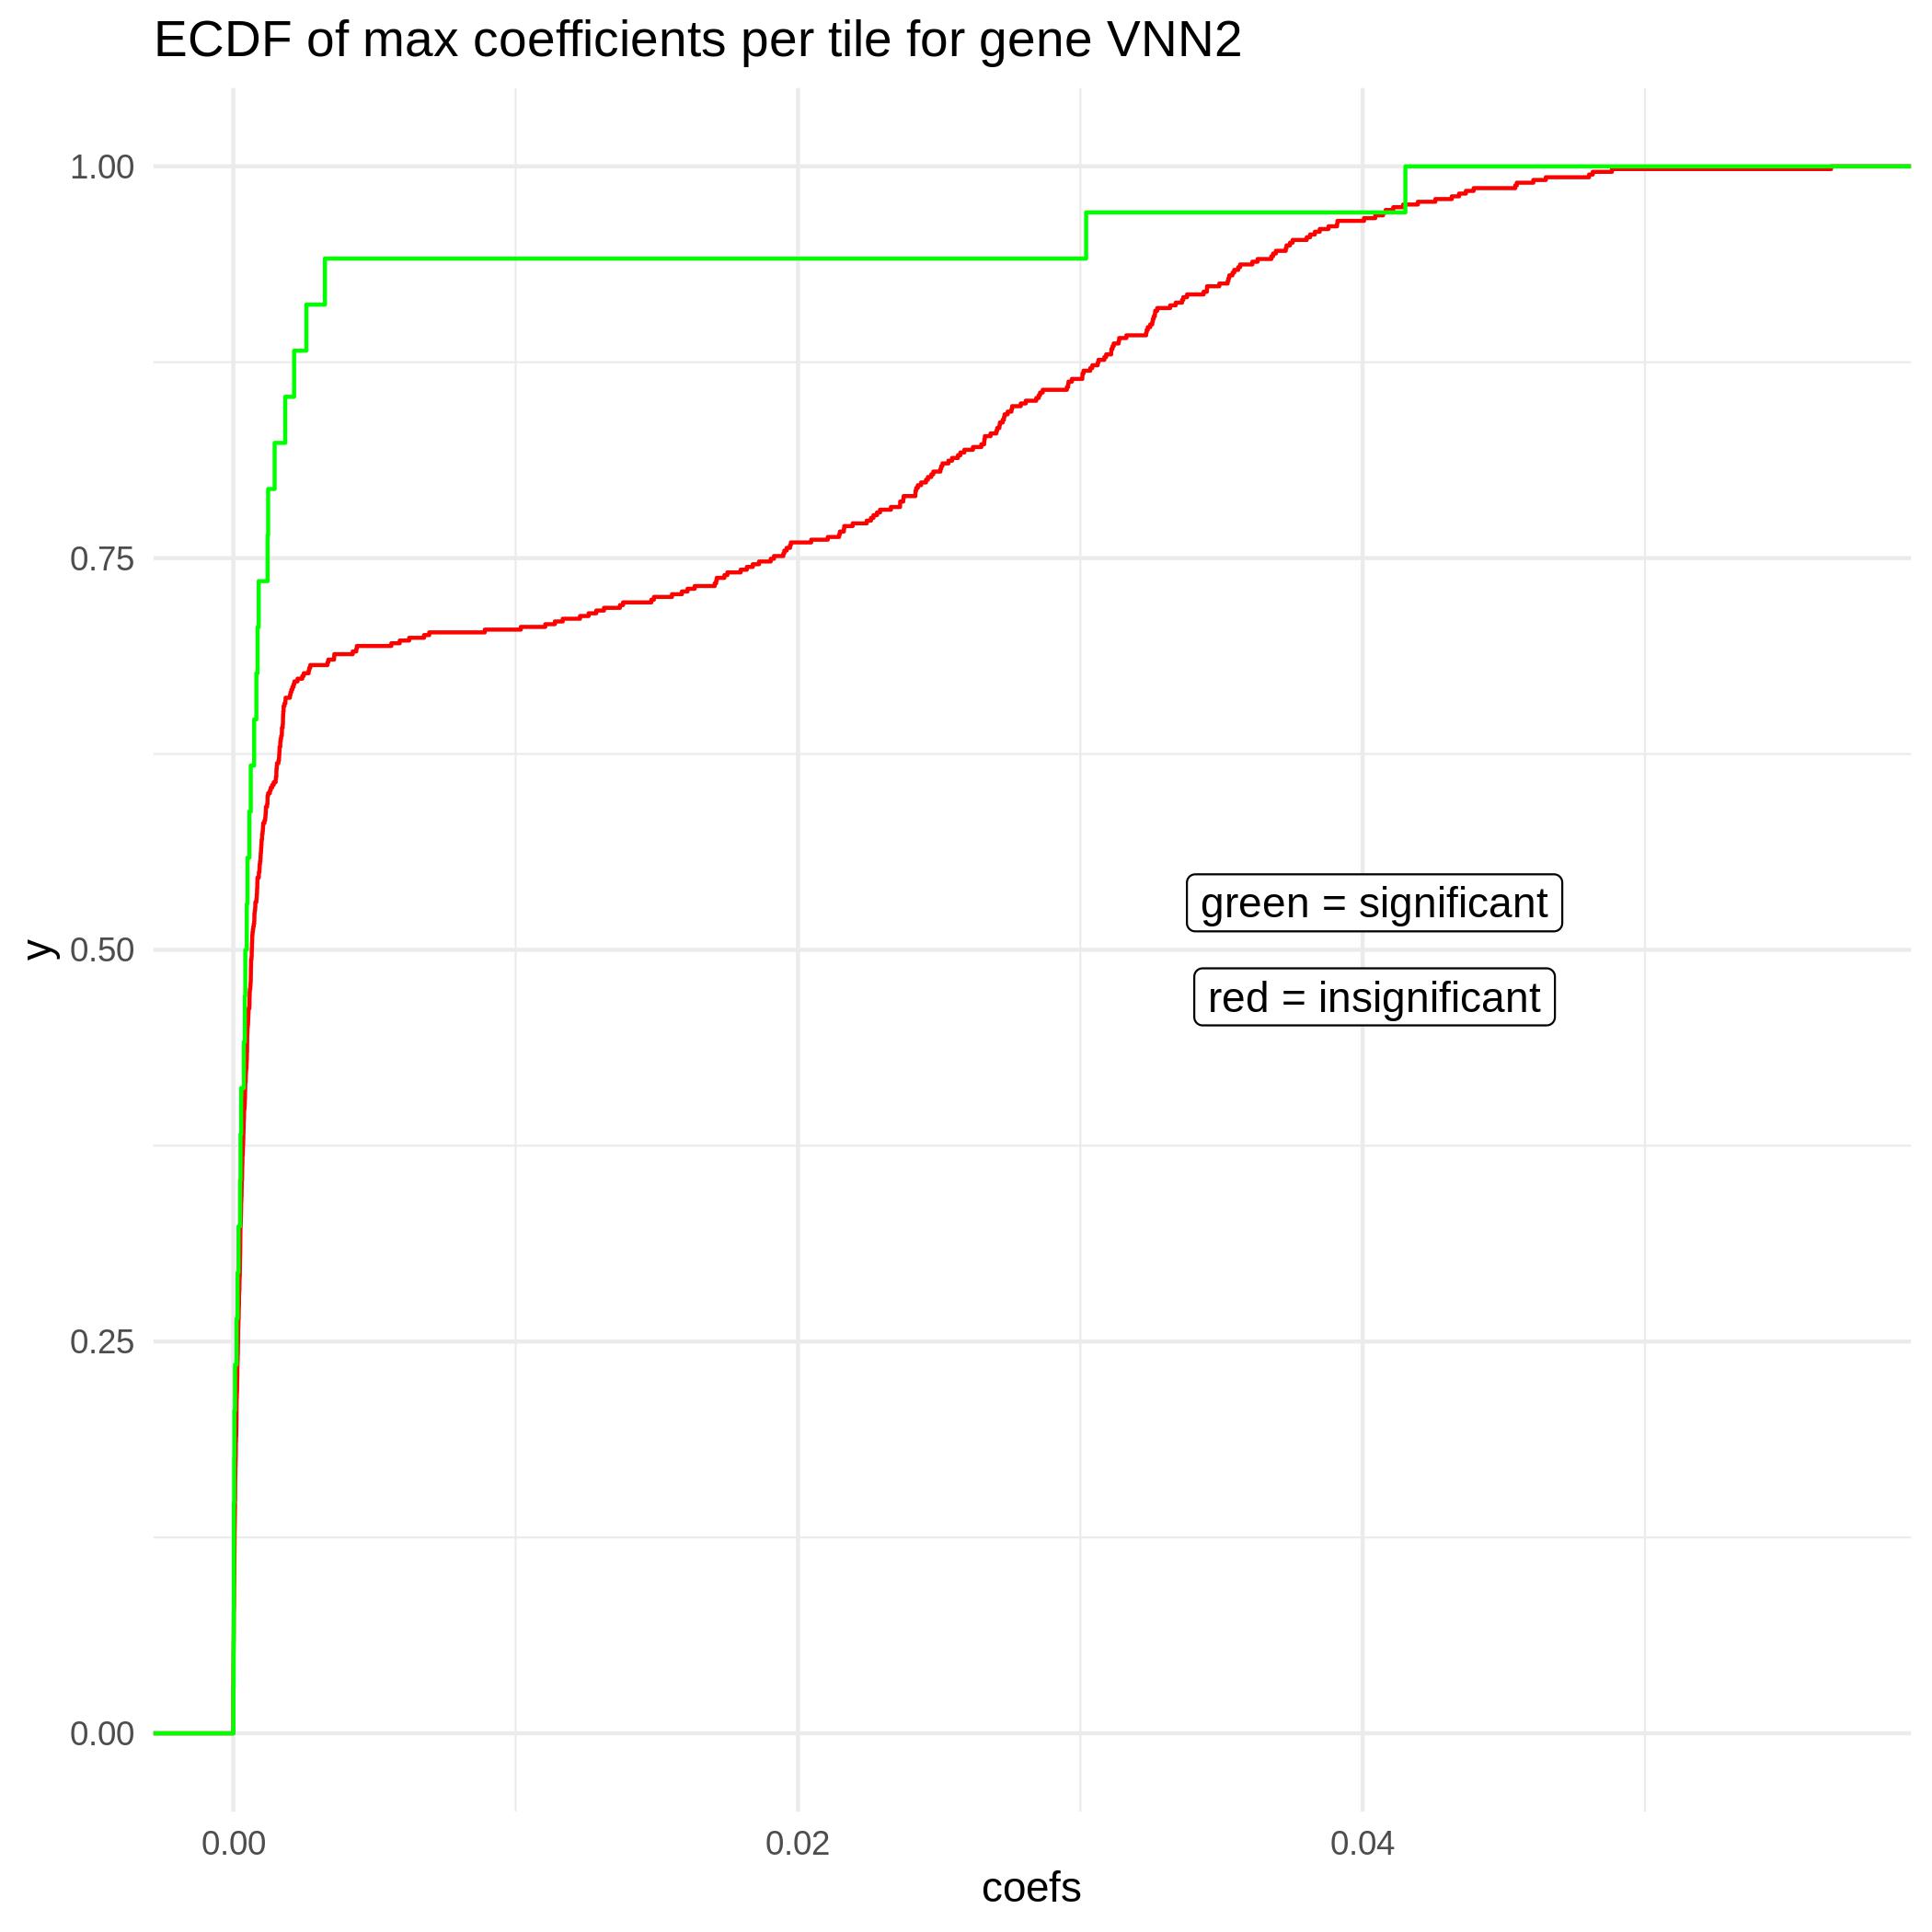 ECDF of max coefficients per tile for gene VNN2
1.00
0.75
0.50
0.25
0.00
y
green = significant
red = insignificant
0.00 0.02 0.04
coefs